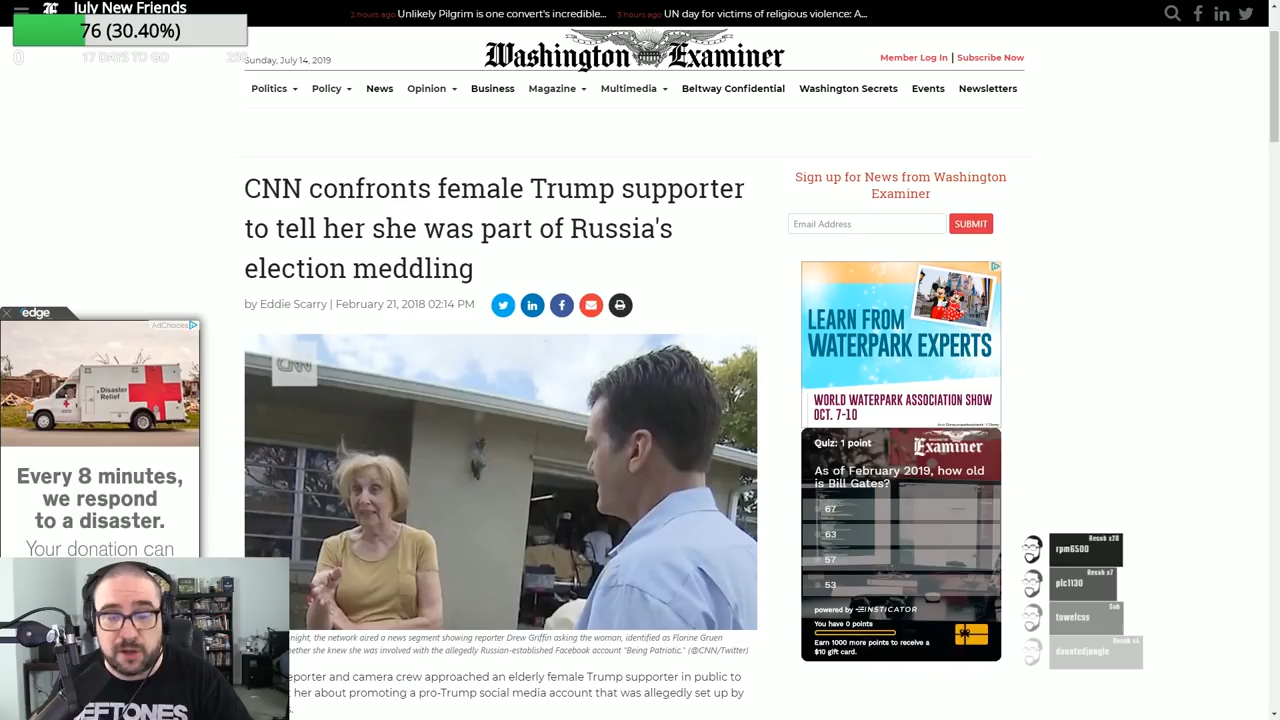 July New Friends
76 (30.40%)
0
17 DAYS TO GO
2 hours ago Unlikely Pilgrim is one convert's incredible...
3 hours ago UN day for victims of religious violence: A...
Sunday, July 14, 2019
Washington Examiner
Member Log In | Subscribe Now
Politics
Policy
News
Opinion
Business
Magazine
Multimedia
Beltway Confidential
Washington Secrets
Events
Newsletters
CNN confronts female Trump supporter
to tell her she was part of Russia's
election meddling
by Eddie Scarry | February 21, 2018 02:14 PM
CNN
night, the network aired a news segment showing reporter Drew Griffin asking the woman, identified as Florine Gruen
hether she knew she was involved with the allegedly Russian-established Facebook account "Being Patriotic." (@CNN/Twitter)
eporter and camera crew approached an elderly female Trump supporter in public to
her about promoting a pro-Trump social media account that was allegedly set up by
Sign up for News from Washington
Examiner
Email Address
SUBMIT
LEARN FROM
WATERPARK EXPERTS
WORLD WATERPARK ASSOCIATION SHOW
OCT. 7-10
Quiz: 1 point
Examiner
As of February 2019, how old
is Bill Gates?
67
63
57
53
powered by INSTICATOR
You have 0 points
Earn 1000 more points to receive a
$10 gift card.
edge
AdChoices
Disaster
Relief
Every 8 minutes,
we respond
to a disaster.
Your donation can
EFTONES
Resub x28
rpm6500
Resub x7
plc1130
Sub
towelcss
Resub x4
dauntedjungle